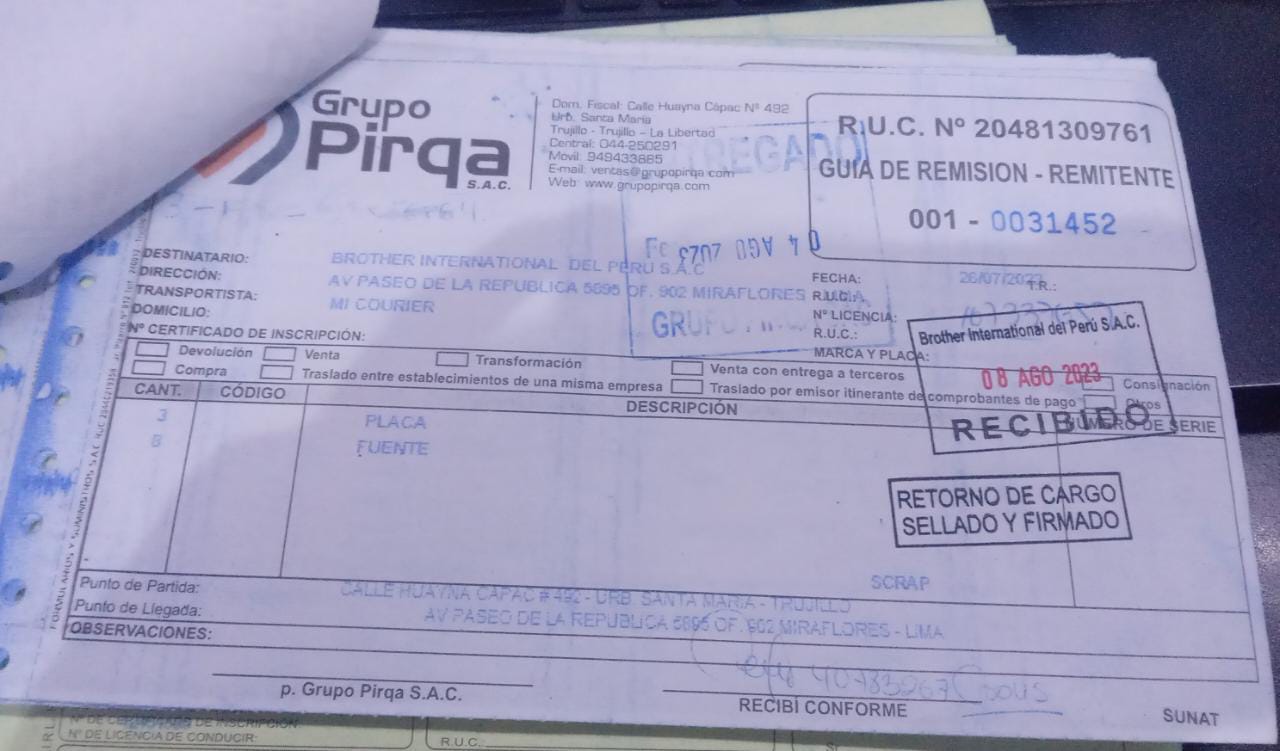 Grupo
Pirqa
S.A.C.
Dom. Fiscal: Calle Huayna Cápac Nº 492
Urb. Santa María
Trujillo - Trujillo - La Libertad
Central: 044-250291
Movil: 949433885
E-mail: ventas@grupopirqa.com
Web: www.grupopirqa.com
R.U.C. Nº 20481309761
GUIA DE REMISION - REMITENTE
001 - 0031452
04 AGO 2023
DESTINATARIO: BROTHER INTERNATIONAL DEL PERU S.A.C
DIRECCIÓN: AV PASEO DE LA REPUBLICA 5895 OF. 902 MIRAFLORES
TRANSPORTISTA: MI COURIER
DOMICILIO:
Nº CERTIFICADO DE INSCRIPCIÓN:
FECHA: 26/07/2023 T.R.:
Nº LICENCIA:
R.U.C.:
MARCA Y PLACA:
Brother International del Perú S.A.C.
08 AGO 2023
RECIBIDO
Devolución Venta Transformación Venta con entrega a terceros Consignación
Compra Traslado entre establecimientos de una misma empresa Traslado por emisor itinerante de comprobantes de pago Otros
CANT. CÓDIGO DESCRIPCIÓN NÚMERO DE SERIE
3 PLACA
FUENTE
RETORNO DE CARGO
SELLADO Y FIRMADO
SCRAP
Punto de Partida: CALLE HUAYNA CAPAC # 492 - URB. SANTA MARIA - TRUJILLO
Punto de Llegada: AV PASEO DE LA REPUBLICA 5895 OF. 902 MIRAFLORES - LIMA
OBSERVACIONES:
p. Grupo Pirqa S.A.C.
RECIBÍ CONFORME
SUNAT
Nº DE CERTIFICADO DE INSCRIPCIÓN:
Nº DE LICENCIA DE CONDUCIR:
R.U.C.: